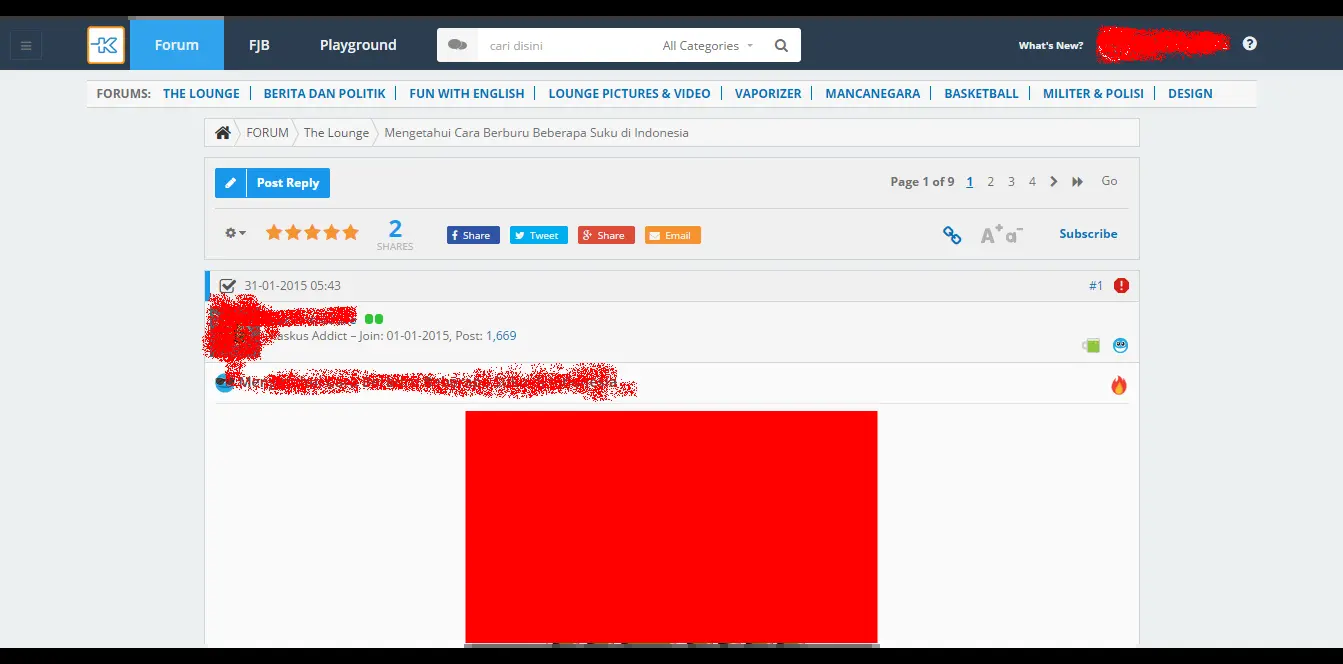 Forum FJB Playground cari disini All Categories What's New?
FORUMS: THE LOUNGE BERITA DAN POLITIK FUN WITH ENGLISH LOUNGE PICTURES & VIDEO VAPORIZER MANCANEGARA BASKETBALL MILITER & POLISI DESIGN
FORUM The Lounge Mengetahui Cara Berburu Beberapa Suku di Indonesia
Post Reply Page 1 of 9 1 2 3 4 Go
2
SHARES
Share Tweet Share Email A+ a- Subscribe
31-01-2015 05:43 #1
Addict – Join: 01-01-2015, Post: 1,669